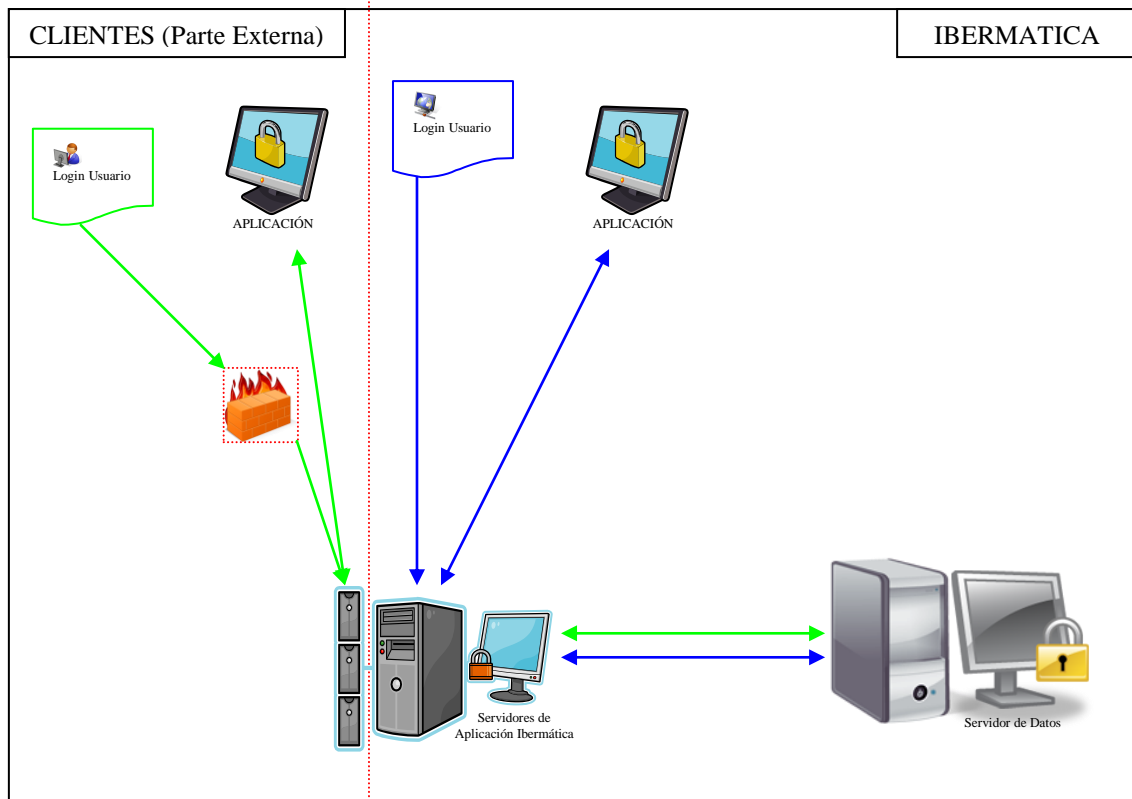 CLIENTES (Parte Externa)
IBERMATICA
Login Usuario
Login Usuario
APLICACIÓN
APLICACIÓN
Servidores de
Aplicación Ibermática
Servidor de Datos